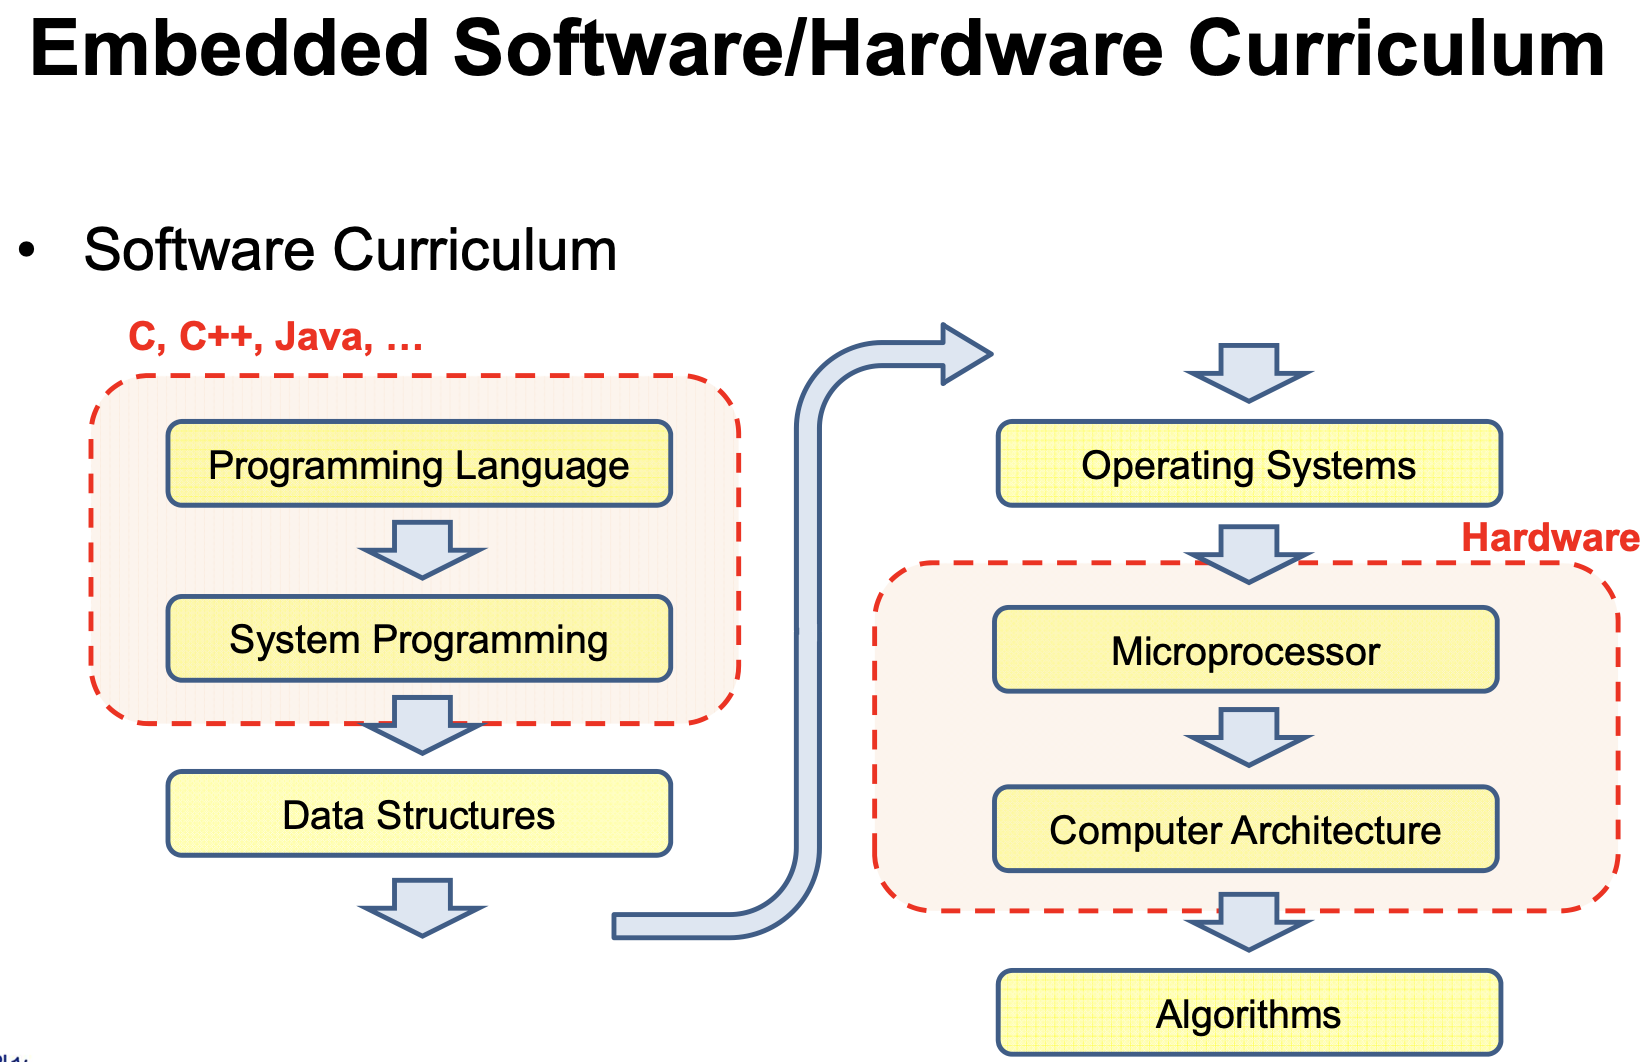 Embedded Software/Hardware Curriculum
• Software Curriculum
C, C++, Java, ...
Programming Language
System Programming
Data Structures
Operating Systems
Hardware
Microprocessor
Computer Architecture
Algorithms